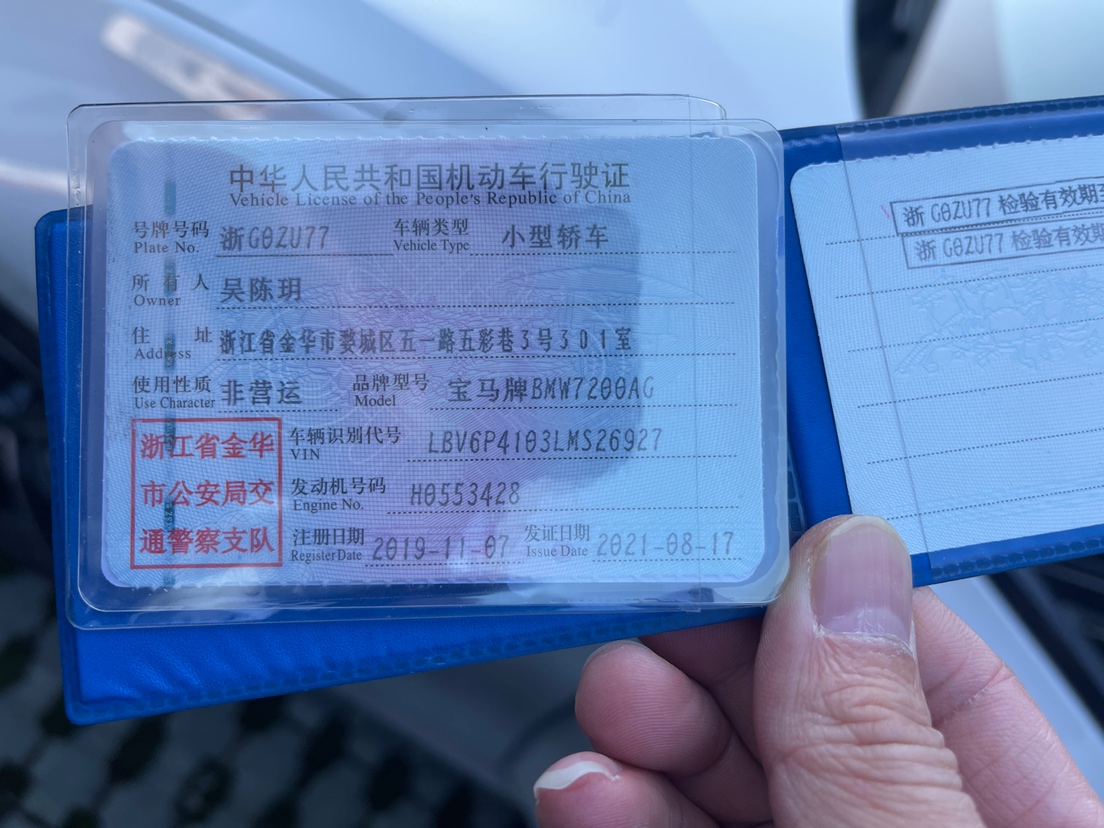 中华人民共和国机动车行驶证
Vehicle License of the People's Republic of China
号牌号码 浙G0ZU77 车辆类型 小型轿车
Plate No. Vehicle Type
所有人 吴陈玥
Owner
住址 浙江省金华市婺城区五一路五彩巷3号301室
Address
使用性质 非营运 品牌型号 宝马牌BMW7200AG
Use Character Model
浙江省金华
市公安局交
通警察支队
车辆识别代号 LBV6P4103LMS26927
VIN
发动机号码 H0553428
Engine No.
注册日期 2019-11-07 发证日期 2021-08-17
Register Date Issue Date
浙G0ZU77 检验有效期至
浙G0ZU77 检验有效期